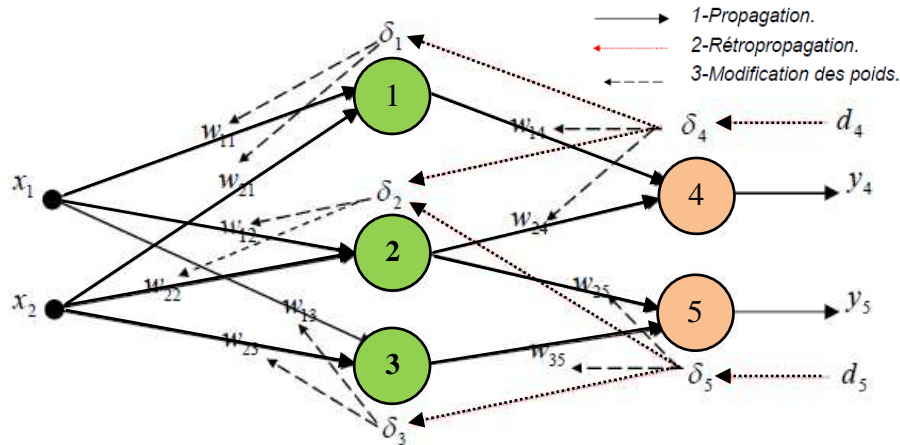 1-Propagation.
2-Rétropropagation.
3-Modification des poids.
δ₁
1
w₁₁
w₁₄
δ₄
d₄
x₁
w₂₁
δ₂
4
y₄
w₁₂
2
w₂₄
x₂
w₂₂
w₁₃
w₂₅
5
y₅
w₂₃
3
w₃₅
δ₅
d₅
δ₃